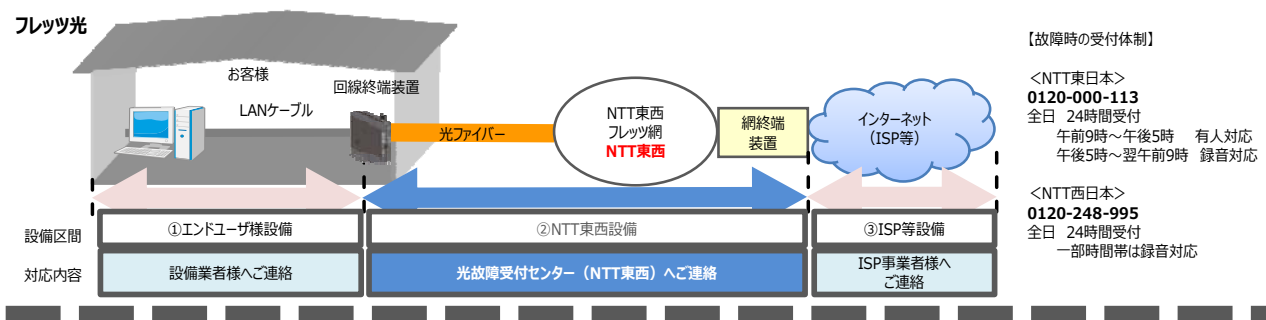 フレッツ光
お客様
回線終端装置
LANケーブル
光ファイバー
NTT東西
フレッツ網
NTT東西
網終端
装置
インターネット
（ISP等）
設備区間
①エンドユーザ様設備
②NTT東西設備
③ISP等設備
対応内容
設備業者様へご連絡
光故障受付センター（NTT東西）へご連絡
ISP事業者様へ
ご連絡
【故障時の受付体制】
＜NTT東日本＞
0120-000-113
全日 24時間受付
午前9時～午後5時 有人対応
午後5時～翌午前9時 録音対応
＜NTT西日本＞
0120-248-995
全日 24時間受付
一部時間帯は録音対応